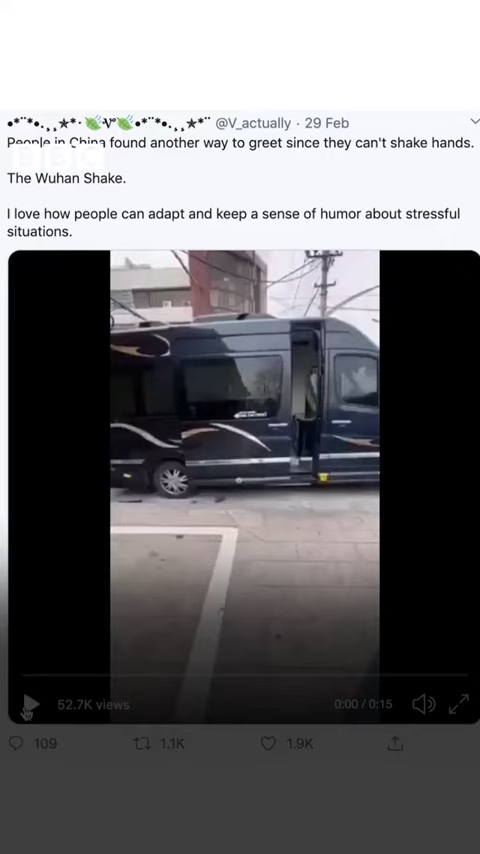 •*¨*•.¸¸★*･🍃V°🍃•*¨*•.¸¸★*¨ @V_actually · 29 Feb
People in China found another way to greet since they can't shake hands.
BBC
The Wuhan Shake.
I love how people can adapt and keep a sense of humor about stressful
situations.
52.7K views
0:00 / 0:15
109
1.1K
1.9K